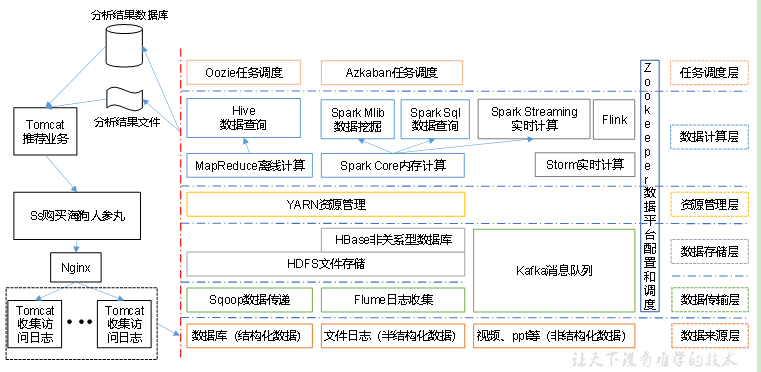 分析结果数据库
分析结果文件
Tomcat
推荐业务
Ss购买海狗人参丸
Nginx
Tomcat
收集访
问日志
Tomcat
收集访
问日志
Oozie任务调度
Azkaban任务调度
任务调度层
Hive
数据查询
Spark Mlib
数据挖掘
Spark Sql
数据查询
Spark Streaming
实时计算
Flink
数据计算层
MapReduce离线计算
Spark Core内存计算
Storm实时计算
YARN资源管理
资源管理层
HBase非关系型数据库
HDFS文件存储
Kafka消息队列
数据存储层
Sqoop数据传递
Flume日志收集
数据传输层
Zookeeper数据平台配置和调度
数据库（结构化数据）
文件日志（半结构化数据）
视频、ppt等（非结构化数据）
数据来源层
让天下没有难学的技术